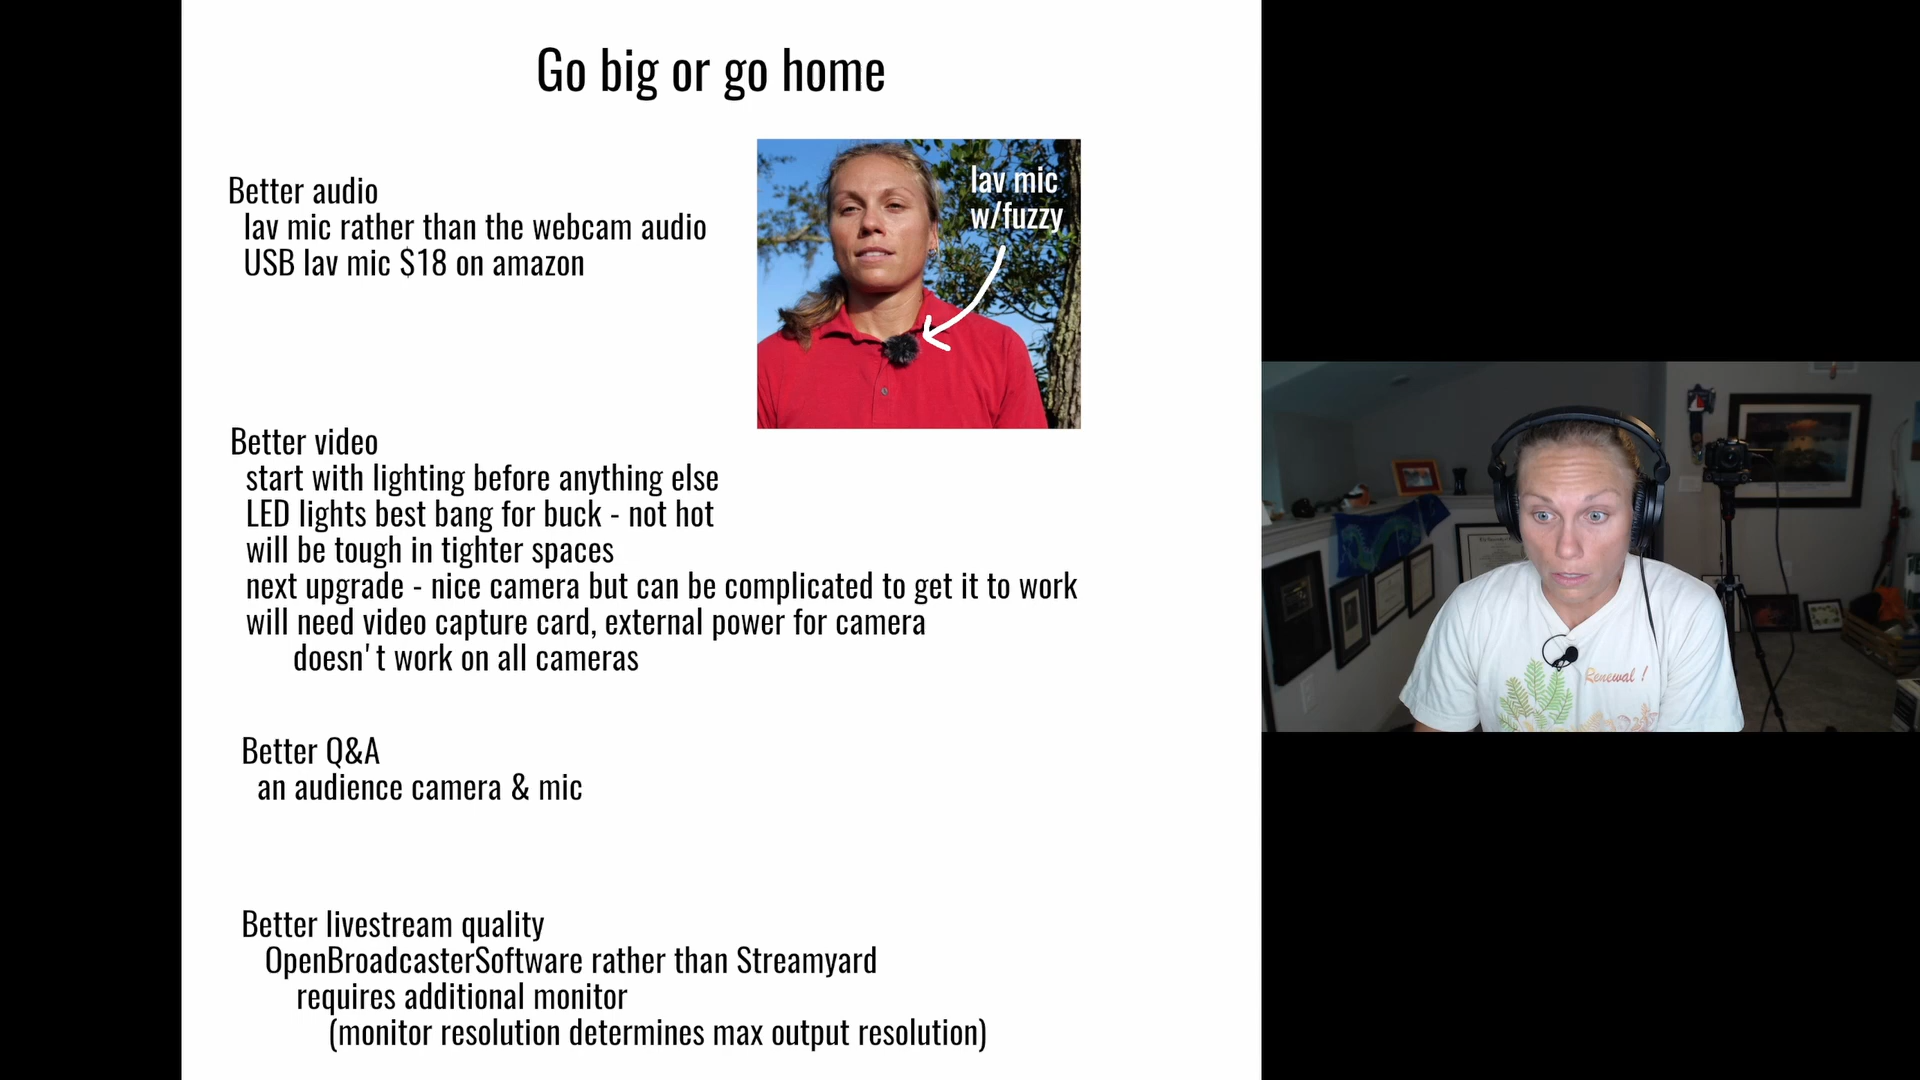 Go big or go home
Better audio
lav mic rather than the webcam audio
USB lav mic $18 on amazon
lav mic
w/fuzzy
Better video
start with lighting before anything else
LED lights best bang for buck - not hot
will be tough in tighter spaces
next upgrade - nice camera but can be complicated to get it to work
will need video capture card, external power for camera
doesn't work on all cameras
Better Q&A
an audience camera & mic
Better livestream quality
OpenBroadcasterSoftware rather than Streamyard
requires additional monitor
(monitor resolution determines max output resolution)
Renewal !